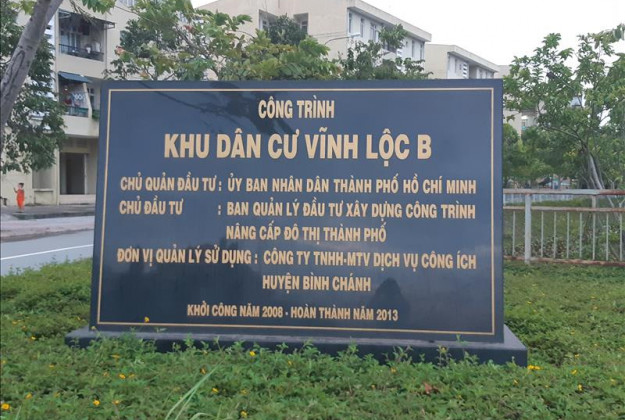 CÔNG TRÌNH
KHU DÂN CƯ VĨNH LỘC B
CHỦ QUẢN ĐẦU TƯ : ỦY BAN NHÂN DÂN THÀNH PHỐ HỒ CHÍ MINH
CHỦ ĐẦU TƯ : BAN QUẢN LÝ ĐẦU TƯ XÂY DỰNG CÔNG TRÌNH
NÂNG CẤP ĐÔ THỊ THÀNH PHỐ
ĐƠN VỊ QUẢN LÝ SỬ DỤNG : CÔNG TY TNHH-MTV DỊCH VỤ CÔNG ÍCH
HUYỆN BÌNH CHÁNH
KHỞI CÔNG NĂM 2008 - HOÀN THÀNH NĂM 2013